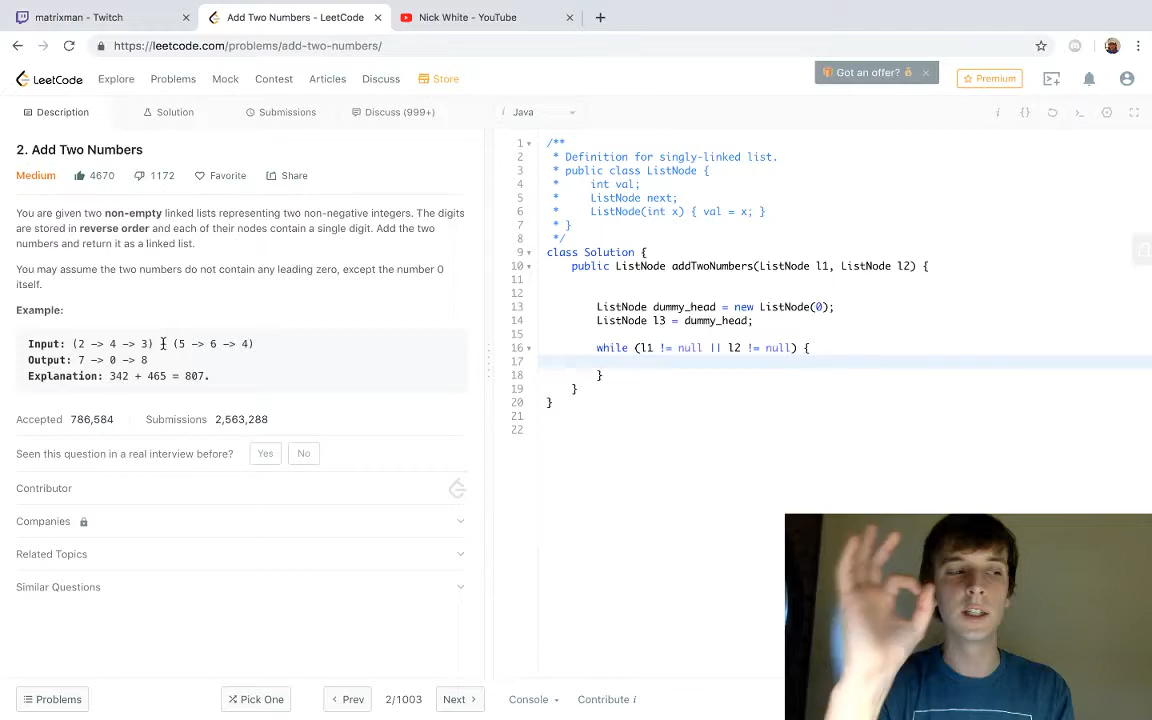 matrixman - Twitch
Add Two Numbers - LeetCode
Nick White - YouTube
https://leetcode.com/problems/add-two-numbers/
LeetCode Explore Problems Mock Contest Articles Discuss Store
Got an offer?
Premium
Description Solution Submissions Discuss (999+)
i Java
2. Add Two Numbers
Medium 4670 1172 Favorite Share
You are given two non-empty linked lists representing two non-negative integers. The digits
are stored in reverse order and each of their nodes contain a single digit. Add the two
numbers and return it as a linked list.
You may assume the two numbers do not contain any leading zero, except the number 0
itself.
Example:
Input: (2 -> 4 -> 3) + (5 -> 6 -> 4)
Output: 7 -> 0 -> 8
Explanation: 342 + 465 = 807.
Accepted 786,584 Submissions 2,563,288
Seen this question in a real interview before? Yes No
Contributor
Companies
Related Topics
Similar Questions
Problems Pick One Prev 2/1003 Next
1 /**
2 * Definition for singly-linked list.
3 * public class ListNode {
4 * int val;
5 * ListNode next;
6 * ListNode(int x) { val = x; }
7 * }
8 */
9 class Solution {
10 public ListNode addTwoNumbers(ListNode l1, ListNode l2) {
11
12
13 ListNode dummy_head = new ListNode(0);
14 ListNode l3 = dummy_head;
15
16 while (l1 != null || l2 != null) {
17
18 }
19 }
20 }
21
22
Console Contribute i